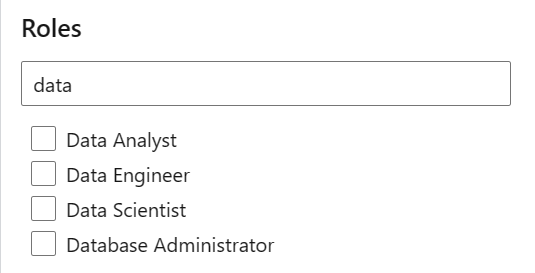 Roles
data
Data Analyst
Data Engineer
Data Scientist
Database Administrator